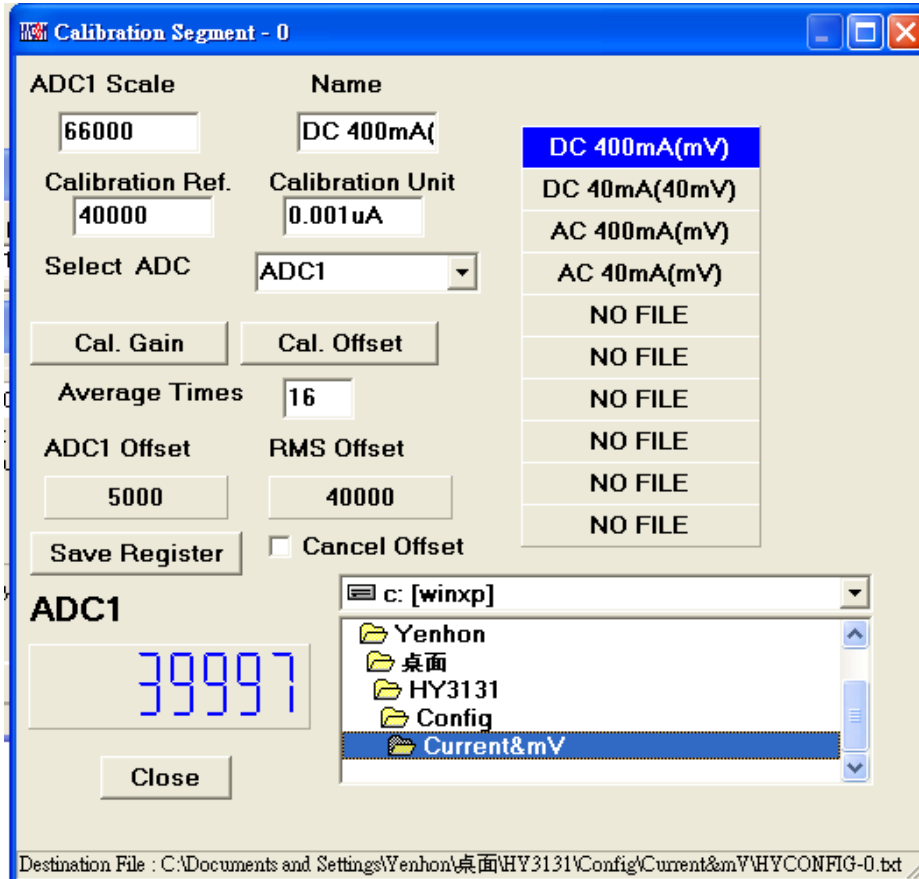 Calibration Segment - 0
ADC1 Scale
Name
66000
DC 400mA(
Calibration Ref.
Calibration Unit
40000
0.001uA
Select ADC
ADC1
Cal. Gain
Cal. Offset
Average Times
16
ADC1 Offset
RMS Offset
5000
40000
Save Register
Cancel Offset
DC 400mA(mV)
DC 40mA(40mV)
AC 400mA(mV)
AC 40mA(mV)
NO FILE
NO FILE
NO FILE
NO FILE
NO FILE
NO FILE
ADC1
39997
Close
c: [winxp]
Yenhon
桌面
HY3131
Config
Current&mV
Destination File : C:\Documents and Settings\Yenhon\桌面\HY3131\Config\Current&mV\HYCONFIG-0.txt